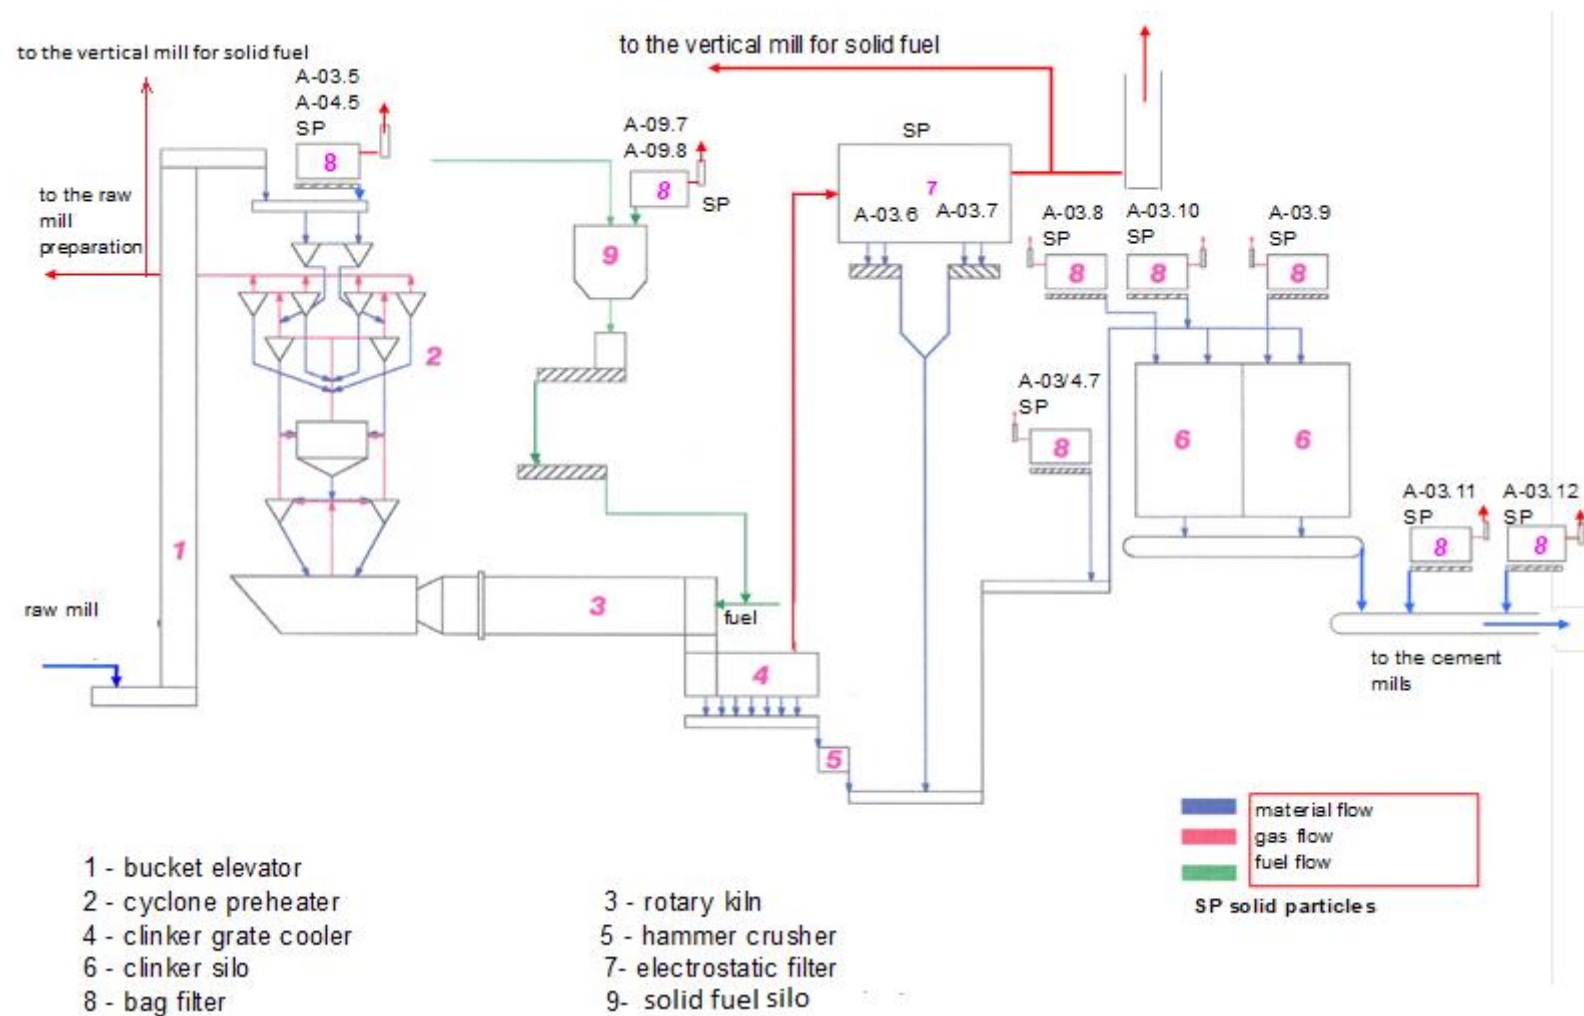 to the vertical mill for solid fuel
to the vertical mill for solid fuel
A-03.5
A-04.5
SP
8
A-09.7
A-09.8
8
SP
SP
7
A-03.6
A-03.7
A-03.8
SP
8
A-03.10
SP
8
A-03.9
SP
8
to the raw
mill
preparation
9
2
A-03/4.7
SP
8
6
6
A-03.11
SP
8
A-03.12
SP
8
1
raw mill
3
fuel
4
5
to the cement
mills
material flow
gas flow
fuel flow
SP solid particles
1 - bucket elevator
2 - cyclone preheater
4 - clinker grate cooler
6 - clinker silo
8 - bag filter
3 - rotary kiln
5 - hammer crusher
7- electrostatic filter
9- solid fuel silo